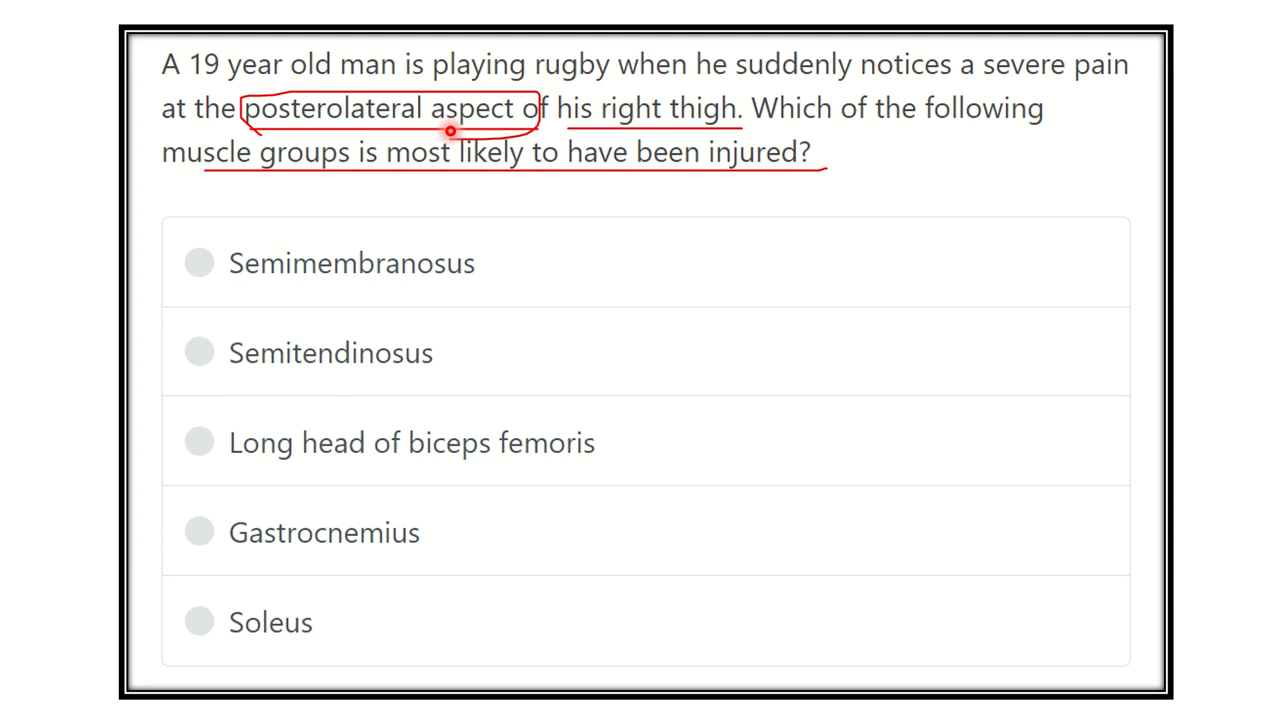 A 19 year old man is playing rugby when he suddenly notices a severe pain
at the posterolateral aspect of his right thigh. Which of the following
muscle groups is most likely to have been injured?
Semimembranosus
Semitendinosus
Long head of biceps femoris
Gastrocnemius
Soleus